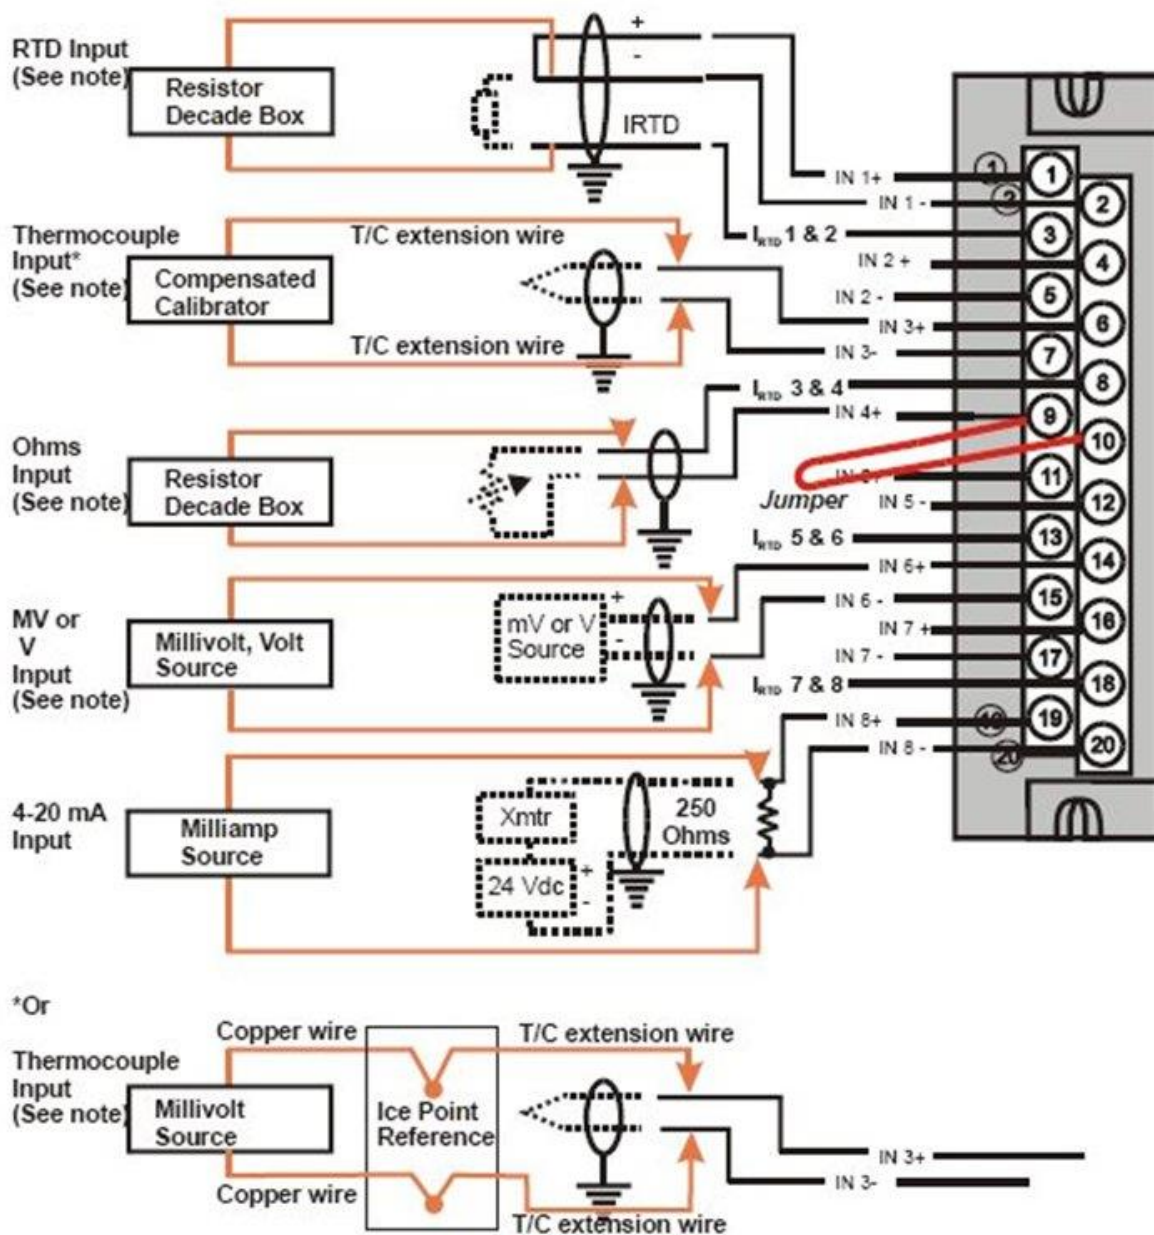 RTD Input
(See note)
Resistor
Decade Box
+
-
IRTD
IN 1+
IN 1 -
IRTD 1 & 2
IN 2 +
IN 2 -
IN 3+
IN 3-
IRTD 3 & 4
IN 4+
Jumper
IN 5 -
IRTD 5 & 6
IN 6+
IN 6 -
IN 7 +
IN 7 -
IRTD 7 & 8
IN 8+
IN 8 -
1
2
1
2
3
4
5
6
7
8
9
10
11
12
13
14
15
16
17
18
19
20
19
20
Thermocouple
Input*
(See note)
Compensated
Calibrator
T/C extension wire
T/C extension wire
Ohms
Input
(See note)
Resistor
Decade Box
MV or
V
Input
(See note)
Millivolt, Volt
Source
mV or V
Source
+
-
4-20 mA
Input
Milliamp
Source
Xmtr
24 Vdc
+
-
250
Ohms
*Or
Thermocouple
Input
(See note)
Millivolt
Source
Copper wire
Copper wire
Ice Point
Reference
T/C extension wire
T/C extension wire
IN 3+
IN 3-